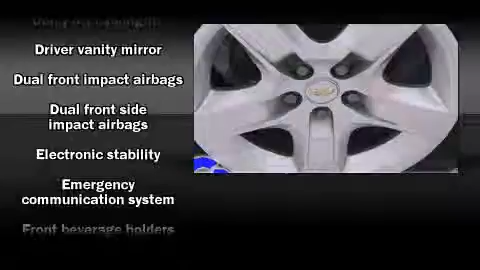 Driver vanity mirror
Dual front impact airbags
Dual front side
impact airbags
Electronic stability
Emergency
communication system
Front beverage holders